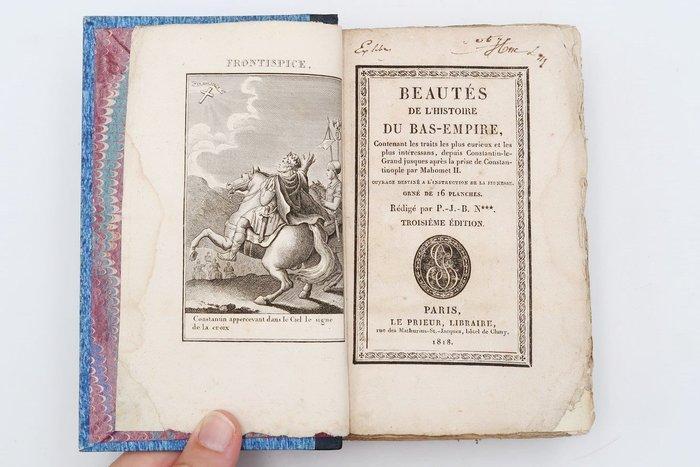 FRONTISPICE.
Constantin appercevant dans le Ciel le signe
de la croix
Ex libr
BEAUTÉS
DE L'HISTOIRE
DU BAS-EMPIRE,
Contenant les traits les plus curieux et les
plus intéressans, depuis Constantin-le-
Grand jusques après la prise de Constan-
tinople par Mahomet II.
OUVRAGE DESTINÉ A L'INSTRUCTION DE LA JEUNESSE.
ORNÉ DE 16 PLANCHES.
Rédigé par P.-J.-B. N***.
TROISIÈME ÉDITION.
PARIS,
LE PRIEUR, LIBRAIRE,
rue des Mathurins-St.-Jacques, hôtel de Cluny.
1818.